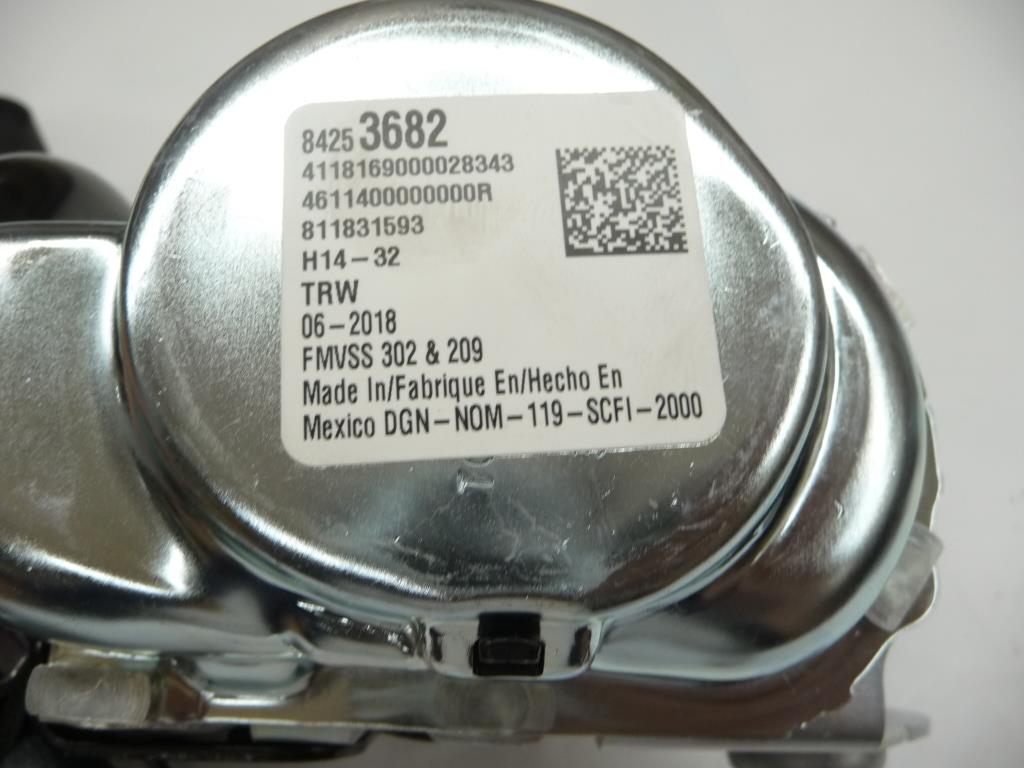 8425 3682
4118169000028343
4611400000000R
811831593
H14-32
TRW
06-2018
FMVSS 302 & 209
Made In/Fabrique En/Hecho En
Mexico DGN-NOM-119-SCFI-2000